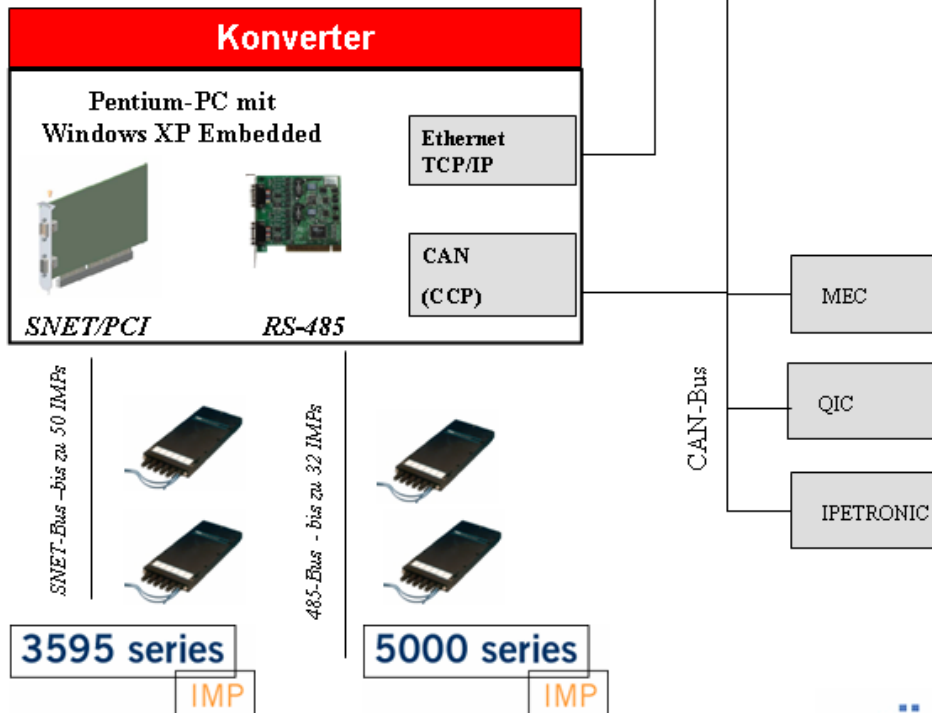 Konverter
Pentium-PC mit
Windows XP Embedded
Ethernet
TCP/IP
CAN
(CCP)
SNET/PCI
RS-485
MEC
QIC
IPETRONIC
CAN-Bus
SNET-Bus –bis zu 50 IMPs
485-Bus - bis zu 32 IMPs
3595 series
IMP
5000 series
IMP